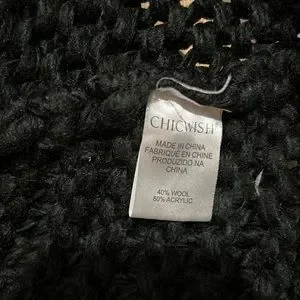 CHICWISH
MADE IN CHINA
FABRIQUÉ EN CHINE
PRODUZIDO NA
CHINA
40% WOOL
60% ACRYLIC